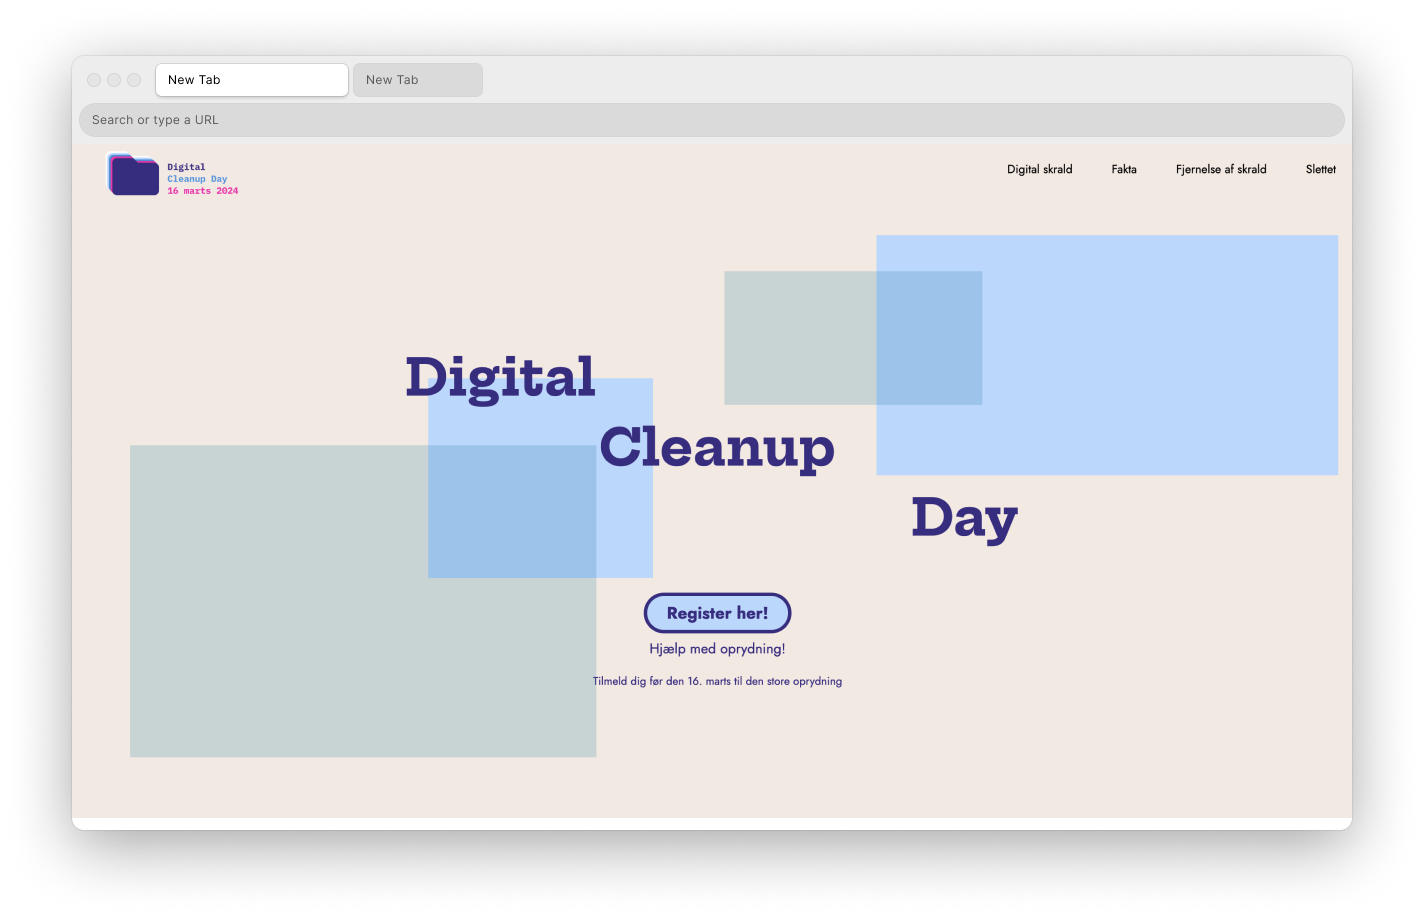 New Tab
New Tab
Search or type a URL
Digital
Cleanup Day
16 marts 2024
Digital skrald
Fakta
Fjernelse af skrald
Slettet
Digital
Cleanup
Day
Register her!
Hjælp med oprydning!
Tilmeld dig før den 16. marts til den store oprydning